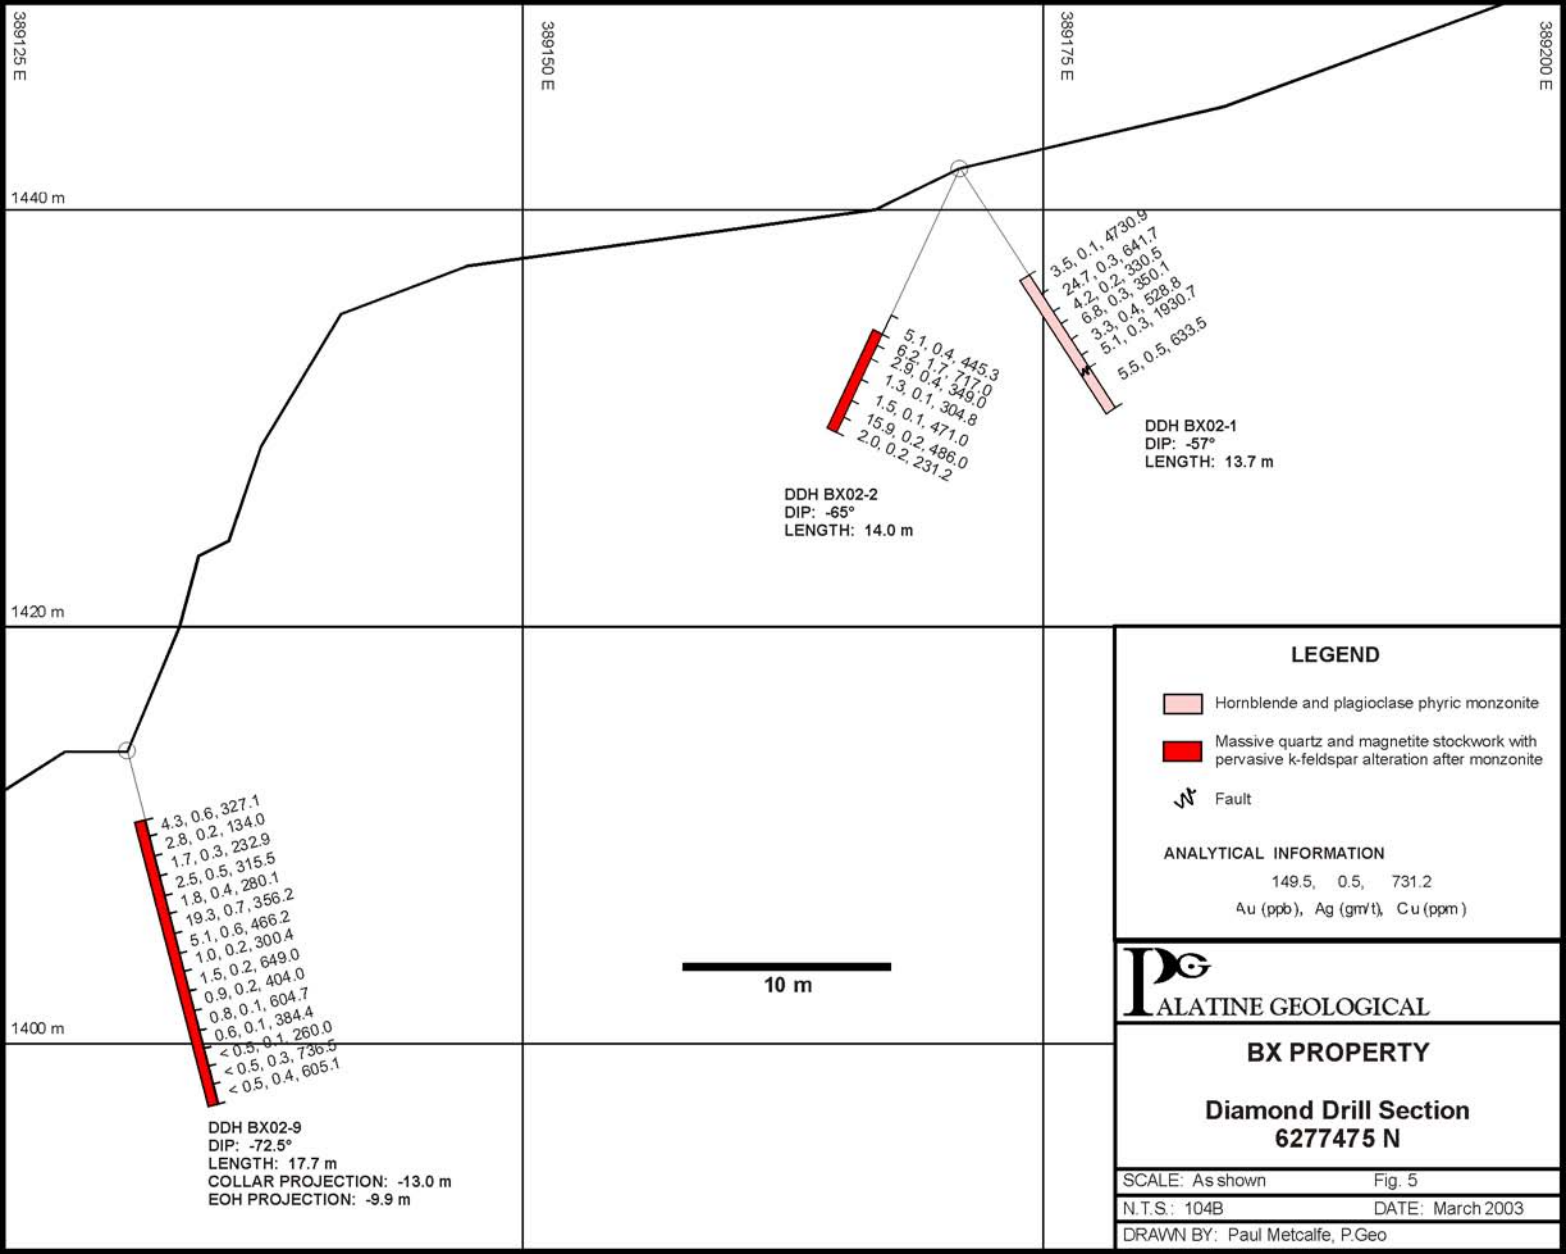 389125 E
389150 E
389175 E
389200 E
1440 m
3.5, 0.1, 4730.9
24.7, 0.3, 641.7
4.2, 0.2, 330.5
6.8, 0.3, 350.1
3.3, 0.4, 528.8
5.1, 0.3, 1930.7
5.5, 0.5, 633.5
DDH BX02-1
DIP: -57°
LENGTH: 13.7 m
5.1, 0.4, 445.3
6.2, 1.7, 717.0
2.9, 0.4, 349.0
1.3, 0.1, 304.8
1.5, 0.1, 471.0
15.9, 0.2, 486.0
2.0, 0.2, 231.2
DDH BX02-2
DIP: -65°
LENGTH: 14.0 m
1420 m
4.3, 0.6, 327.1
2.8, 0.2, 134.0
1.7, 0.3, 232.9
2.5, 0.5, 315.5
1.8, 0.4, 280.1
19.3, 0.7, 356.2
5.1, 0.6, 466.2
1.0, 0.2, 300.4
1.5, 0.2, 649.0
0.9, 0.2, 404.0
0.8, 0.1, 604.7
0.6, 0.1, 384.4
< 0.5, 0.1, 260.0
< 0.5, 0.3, 736.5
< 0.5, 0.4, 605.1
1400 m
DDH BX02-9
DIP: -72.5°
LENGTH: 17.7 m
COLLAR PROJECTION: -13.0 m
EOH PROJECTION: -9.9 m
10 m
LEGEND
Hornblende and plagioclase phyric monzonite
Massive quartz and magnetite stockwork with
pervasive k-feldspar alteration after monzonite
Fault
ANALYTICAL INFORMATION
149.5, 0.5, 731.2
Au (ppb), Ag (gm/t), Cu (ppm)
PALATINE GEOLOGICAL
BX PROPERTY
Diamond Drill Section
6277475 N
SCALE: As shown Fig. 5
N.T.S.: 104B DATE: March 2003
DRAWN BY: Paul Metcalfe, P.Geo